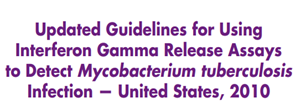 Updated Guidelines for Using
Interferon Gamma Release Assays
to Detect Mycobacterium tuberculosis
Infection — United States, 2010